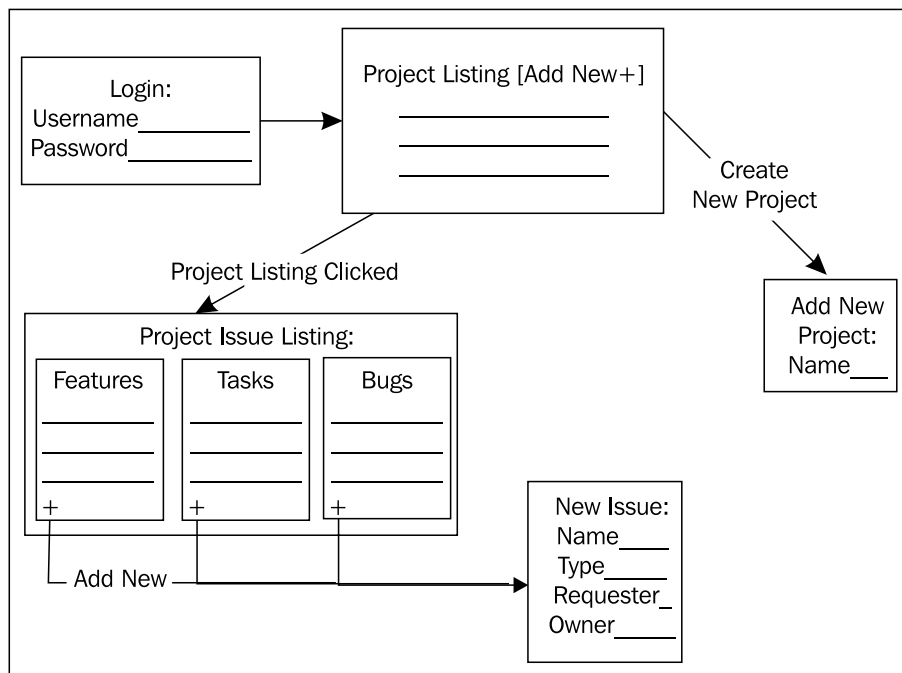 Login:
Username
Password
Project Listing [Add New+]
Create
New Project
Project Listing Clicked
Add New
Project:
Name
Project Issue Listing:
Features
Tasks
Bugs
+
+
+
Add New
New Issue:
Name
Type
Requester
Owner